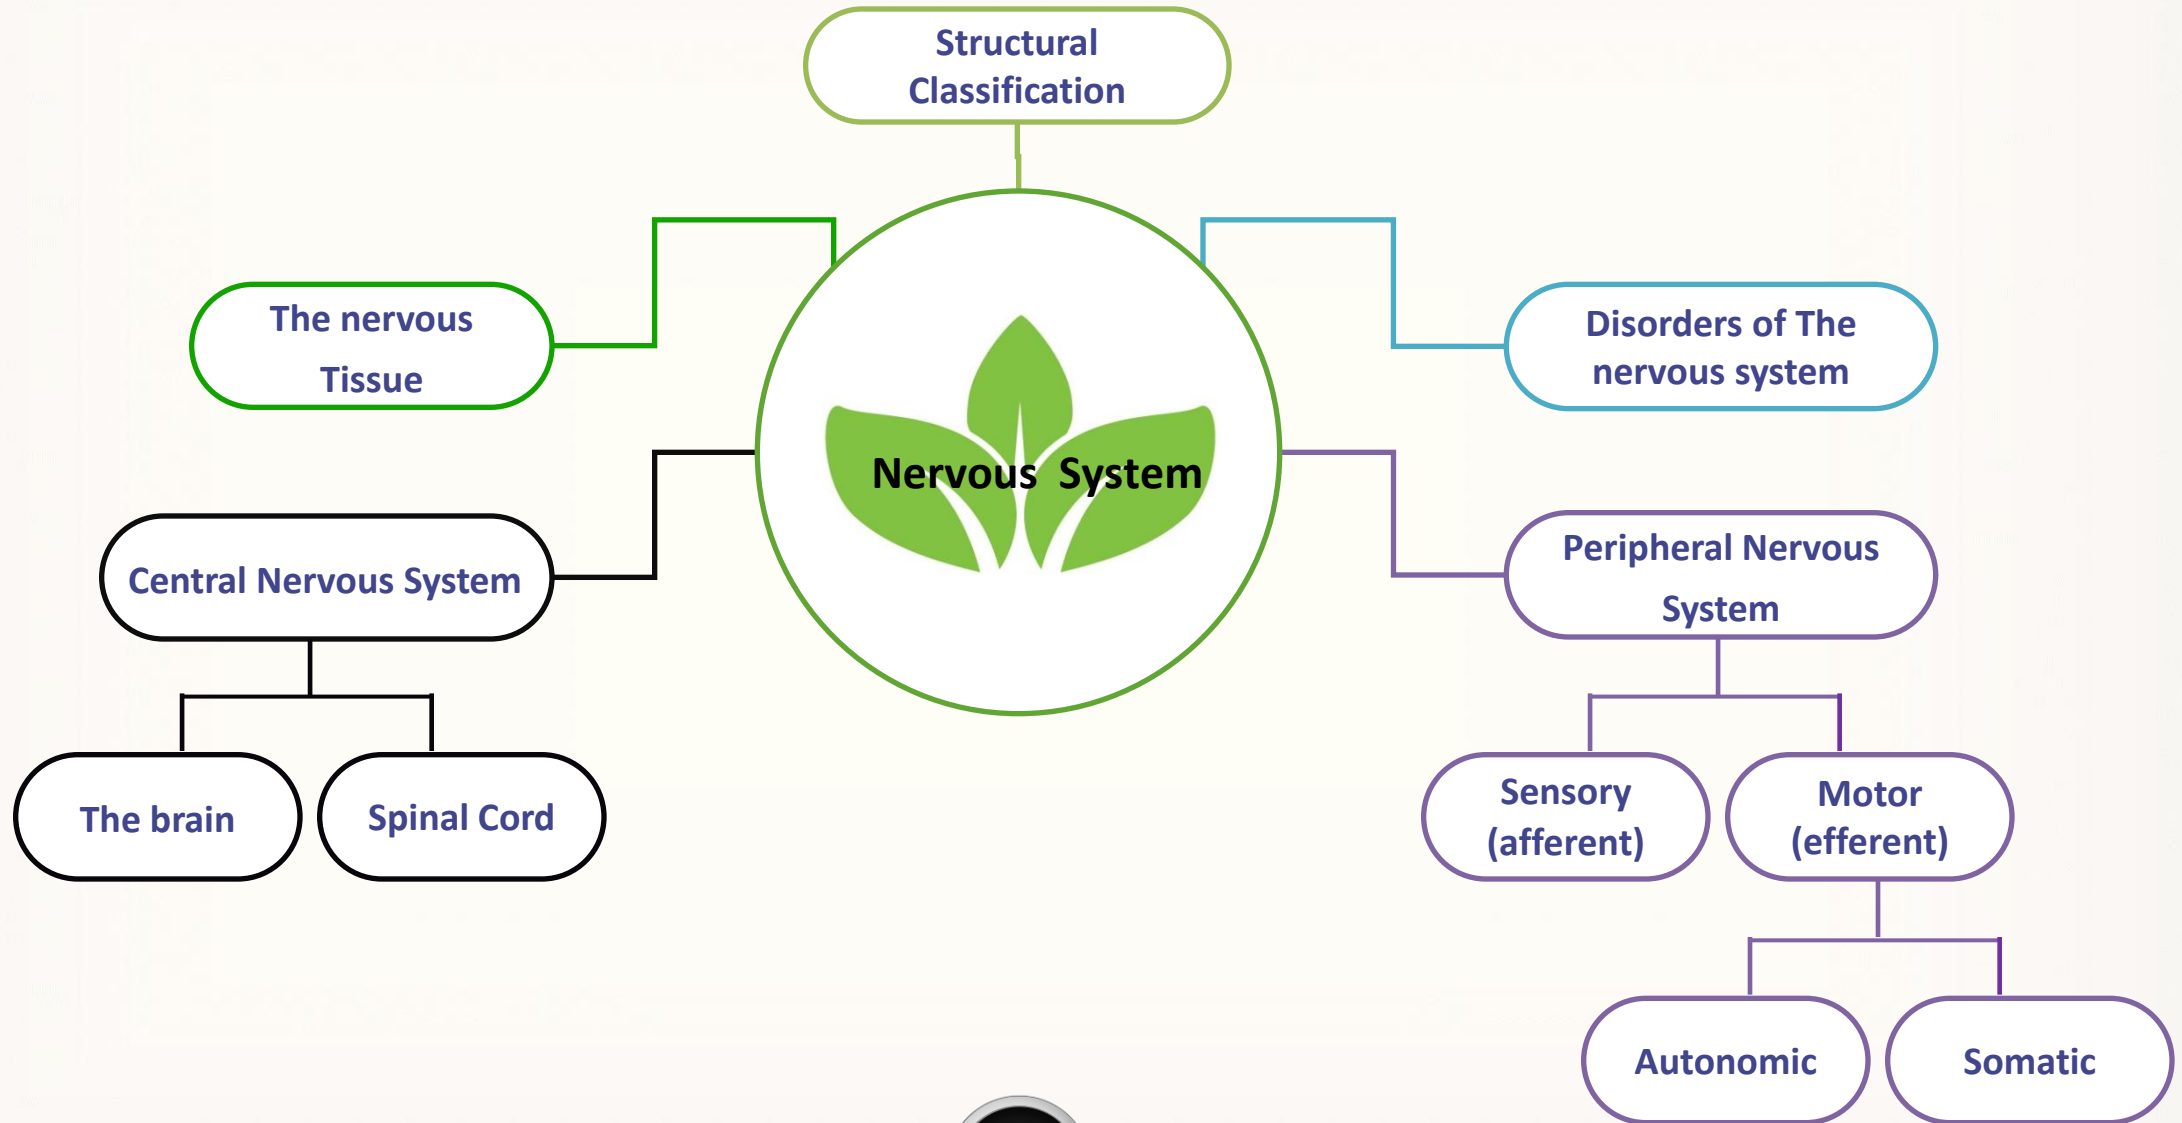 Structural
Classification
The nervous
Tissue
Disorders of The
nervous system
Nervous System
Central Nervous System
Peripheral Nervous
System
The brain
Spinal Cord
Sensory
(afferent)
Motor
(efferent)
Autonomic
Somatic